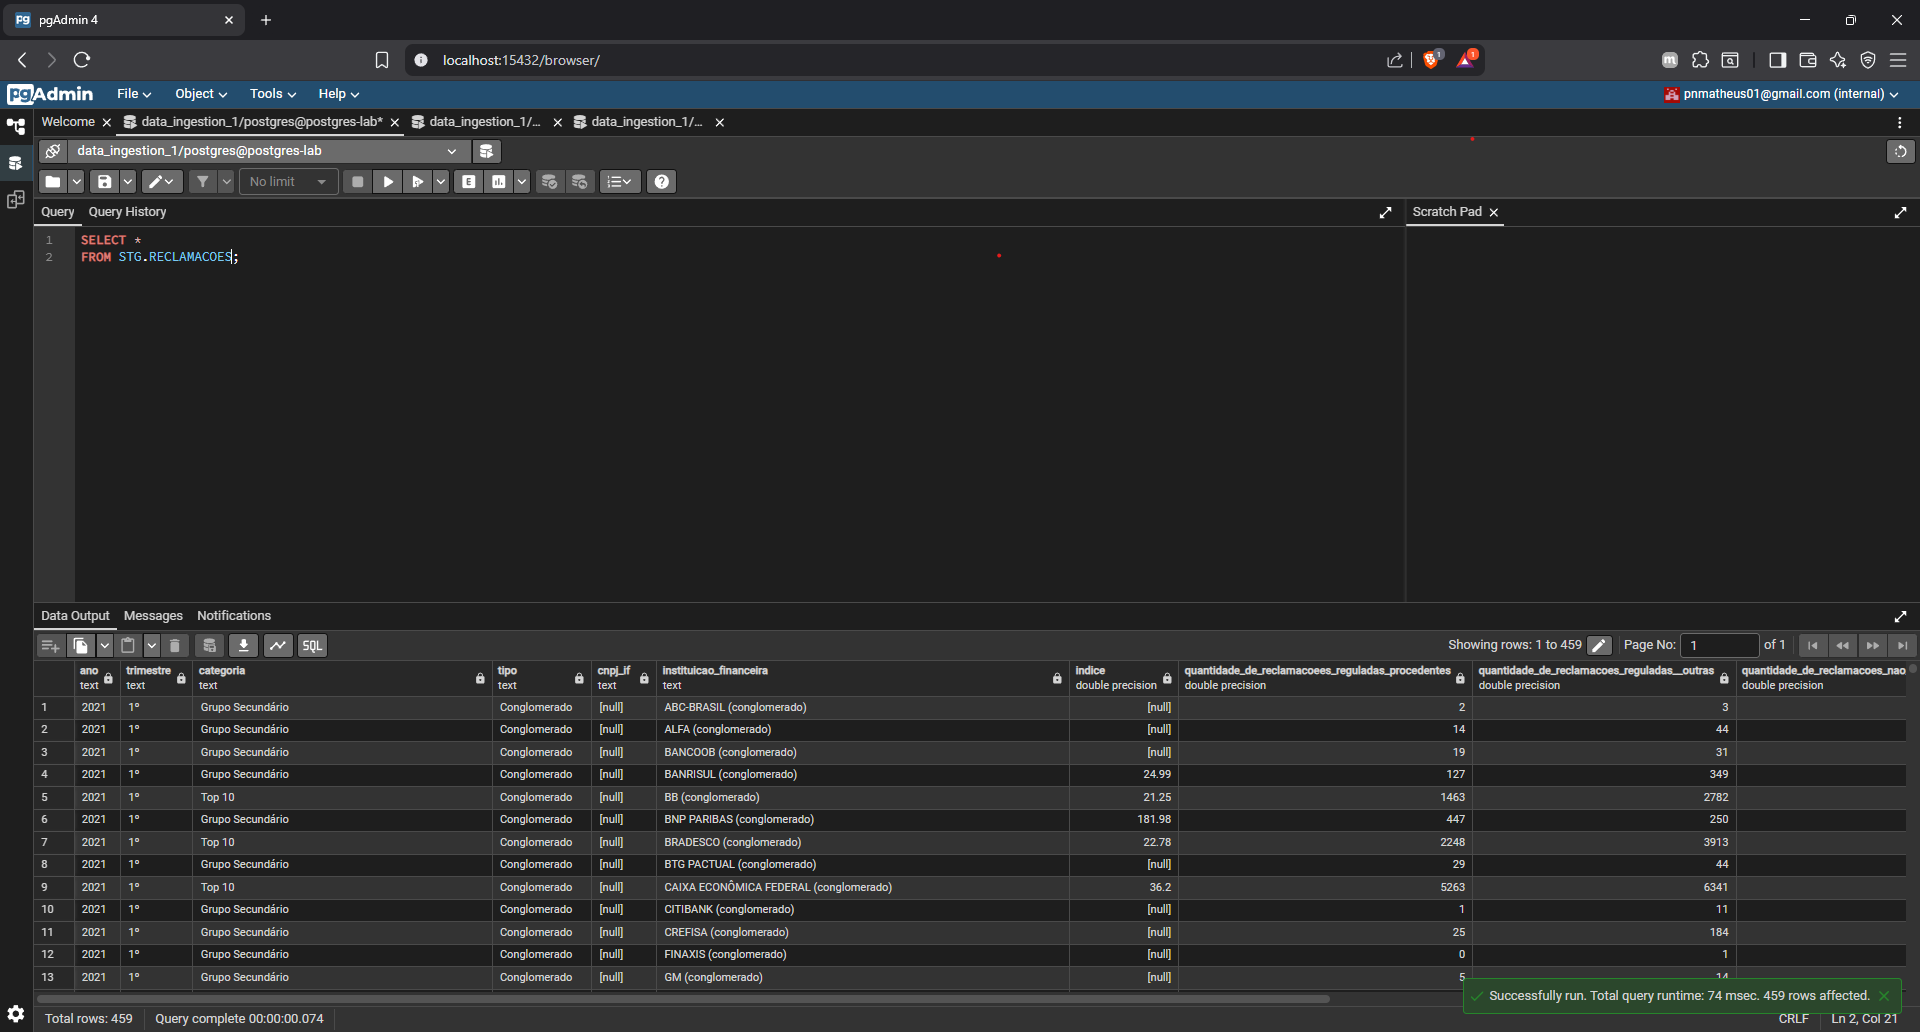 pgAdmin 4
localhost:15432/browser/
1
1
pgAdmin File Object Tools Help pnmatheus01@gmail.com (internal)
Welcome data_ingestion_1/postgres@postgres-lab* data_ingestion_1/... data_ingestion_1/...
data_ingestion_1/postgres@postgres-lab
No limit
E
Query Query History Scratch Pad
1 SELECT *
2 FROM STG.RECLAMACOES;
Data Output Messages Notifications
SQL Showing rows: 1 to 459 Page No: 1 of 1
ano trimestre categoria tipo cnpj_if instituicao_financeira indice quantidade_de_reclamacoees_reguladas_procedentes quantidade_de_reclamacoes_reguladas__outras quantidade_de_reclamacoes_nao
text text text text text text double precision double precision double precision double precision
1 2021 1º Grupo Secundário Conglomerado [null] ABC-BRASIL (conglomerado) [null] 2 3
2 2021 1º Grupo Secundário Conglomerado [null] ALFA (conglomerado) [null] 14 44
3 2021 1º Grupo Secundário Conglomerado [null] BANCOOB (conglomerado) [null] 19 31
4 2021 1º Grupo Secundário Conglomerado [null] BANRISUL (conglomerado) 24.99 127 349
5 2021 1º Top 10 Conglomerado [null] BB (conglomerado) 21.25 1463 2782
6 2021 1º Grupo Secundário Conglomerado [null] BNP PARIBAS (conglomerado) 181.98 447 250
7 2021 1º Top 10 Conglomerado [null] BRADESCO (conglomerado) 22.78 2248 3913
8 2021 1º Grupo Secundário Conglomerado [null] BTG PACTUAL (conglomerado) [null] 29 44
9 2021 1º Top 10 Conglomerado [null] CAIXA ECONÔMICA FEDERAL (conglomerado) 36.2 5263 6341
10 2021 1º Grupo Secundário Conglomerado [null] CITIBANK (conglomerado) [null] 1 11
11 2021 1º Grupo Secundário Conglomerado [null] CREFISA (conglomerado) [null] 25 184
12 2021 1º Grupo Secundário Conglomerado [null] FINAXIS (conglomerado) [null] 0 1
13 2021 1º Grupo Secundário Conglomerado [null] GM (conglomerado) [null] 5 14
Successfully run. Total query runtime: 74 msec. 459 rows affected.
Total rows: 459 Query complete 00:00:00.074 CRLF Ln 2, Col 21